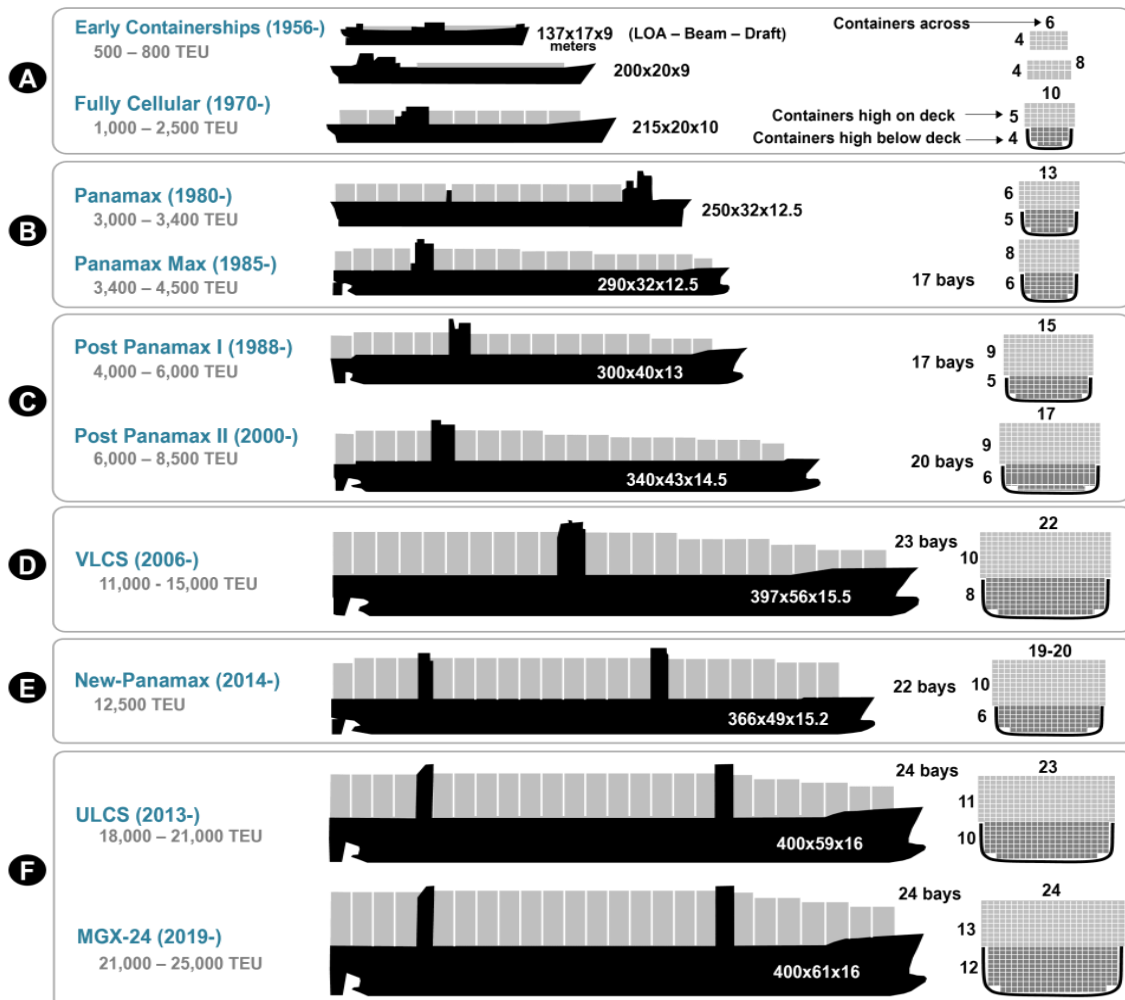 A
Early Containerships (1956-)
500 – 800 TEU
137x17x9 (LOA – Beam – Draft)
meters
Containers across
6
4
200x20x9
4
8
Fully Cellular (1970-)
1,000 – 2,500 TEU
215x20x10
10
Containers high on deck
5
Containers high below deck
4
B
Panamax (1980-)
3,000 – 3,400 TEU
250x32x12.5
13
6
5
Panamax Max (1985-)
3,400 – 4,500 TEU
290x32x12.5
17 bays
8
6
C
Post Panamax I (1988-)
4,000 – 6,000 TEU
300x40x13
17 bays
15
9
5
Post Panamax II (2000-)
6,000 – 8,500 TEU
340x43x14.5
20 bays
17
9
6
D
VLCS (2006-)
11,000 - 15,000 TEU
397x56x15.5
23 bays
22
10
8
E
New-Panamax (2014-)
12,500 TEU
366x49x15.2
22 bays
19-20
10
6
F
ULCS (2013-)
18,000 – 21,000 TEU
400x59x16
24 bays
23
11
10
MGX-24 (2019-)
21,000 – 25,000 TEU
400x61x16
24 bays
24
13
12